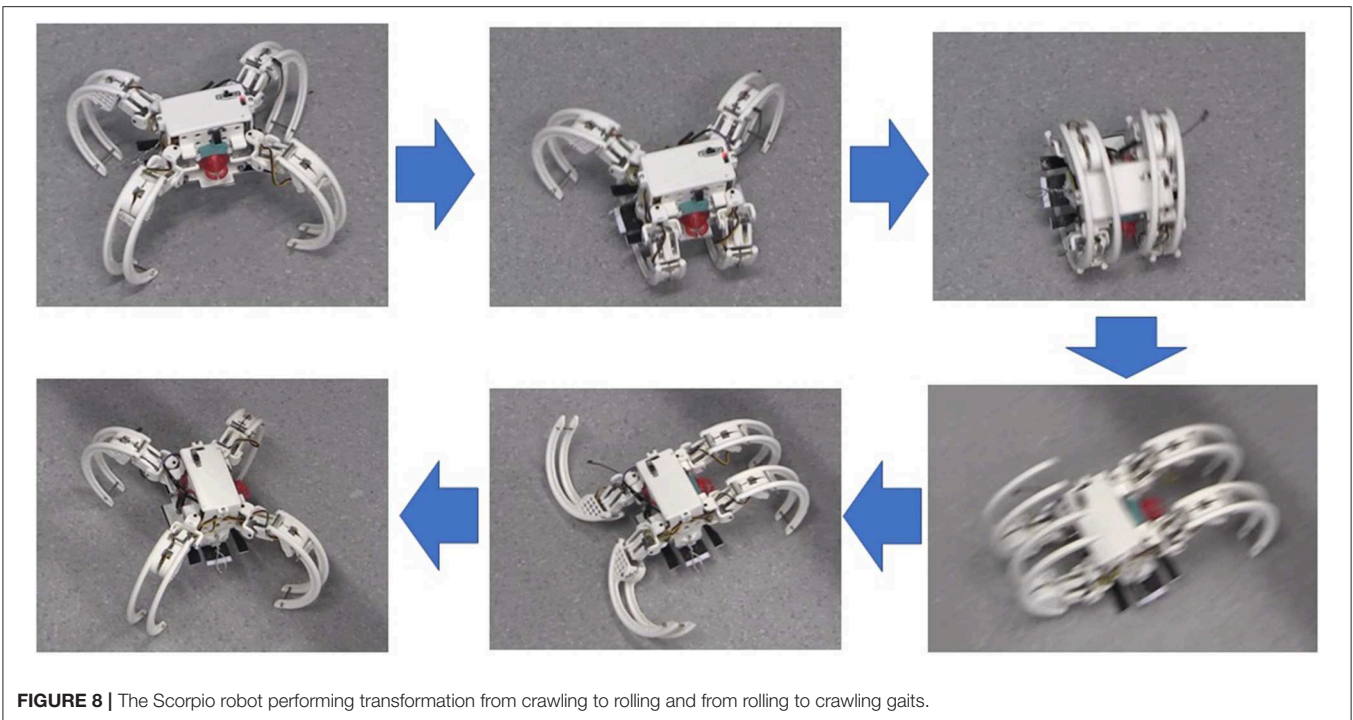 FIGURE 8 | The Scorpio robot performing transformation from crawling to rolling and from rolling to crawling gaits.